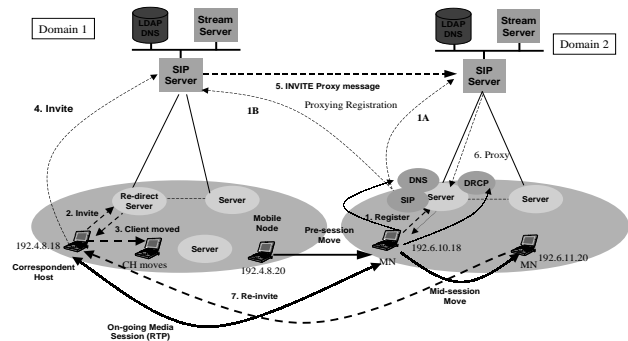 LDAP
DNS
Stream
Server
Domain 1
SIP
Server
LDAP
DNS
Stream
Server
Domain 2
SIP
Server
5. INVITE Proxy message
4. Invite
1B
Proxying Registration
1A
6. Proxy
DNS
SIP
Server
DRCP
Server
Re-direct
Server
Server
2. Invite
3. Client moved
Mobile
Node
Pre-session
Move
1. Register
192.4.8.18
CH moves
Server
192.4.8.20
192.6.10.18
MN
192.6.11.20
MN
Correspondent
Host
7. Re-invite
Mid-session
Move
On-going Media
Session (RTP)